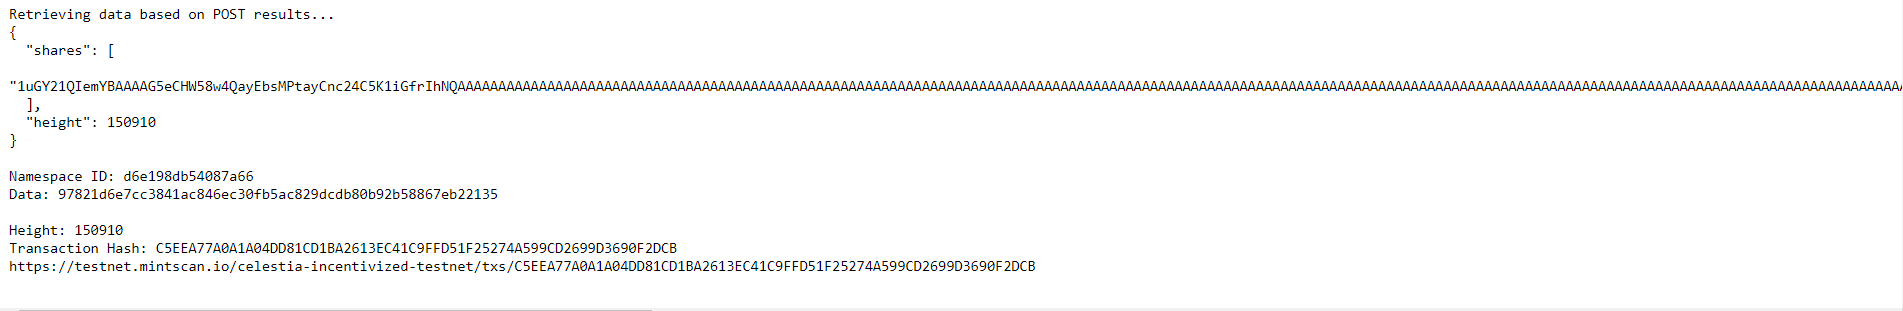 Retrieving data based on POST results...
{
"shares": [
"1uGY21QIemYBAAAAG5eCHW58w4QayEbsMPtayCnc24C5K1iGfrIhNQAAAAAAAAAAAAAAAAAAAAAAAAAAAAAAAAAAAAAAAAAAAAAAAAAAAAAAAAAAAAAAAAAAAAAAAAAAAAAAAAAAAAAAAAAAAAAAAAAAAAAAAAAAAAAAAAAAAAAAAAAAAAAAAAAAAAAAAAAAAAAAAAAAAAAAAAAAAAAAAAAAAAAAAAAAAAAAAAAAAAAAAAAAAAAAAAAA
],
"height": 150910
}
Namespace ID: d6e198db54087a66
Data: 97821d6e7cc3841ac846ec30fb5ac829dcdb80b92b58867eb22135
Height: 150910
Transaction Hash: C5EEA77A0A1A04DD81CD1BA2613EC41C9FFD51F25274A599CD2699D3690F2DCB
https://testnet.mintscan.io/celestia-incentivized-testnet/txs/C5EEA77A0A1A04DD81CD1BA2613EC41C9FFD51F25274A599CD2699D3690F2DCB